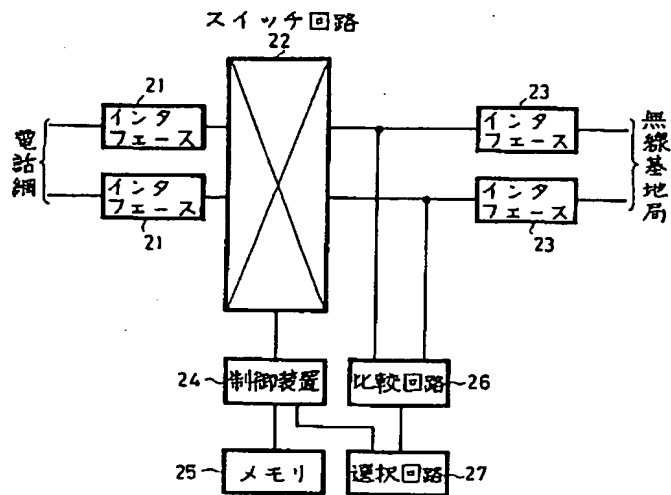 スイッチ回路
22
21
インタ
フェース
23
インタ
フェース
電話網
無線基地局
インタ
フェース
21
インタ
フェース
23
24
制御装置
比較回路
26
25
メモリ
選択回路
27